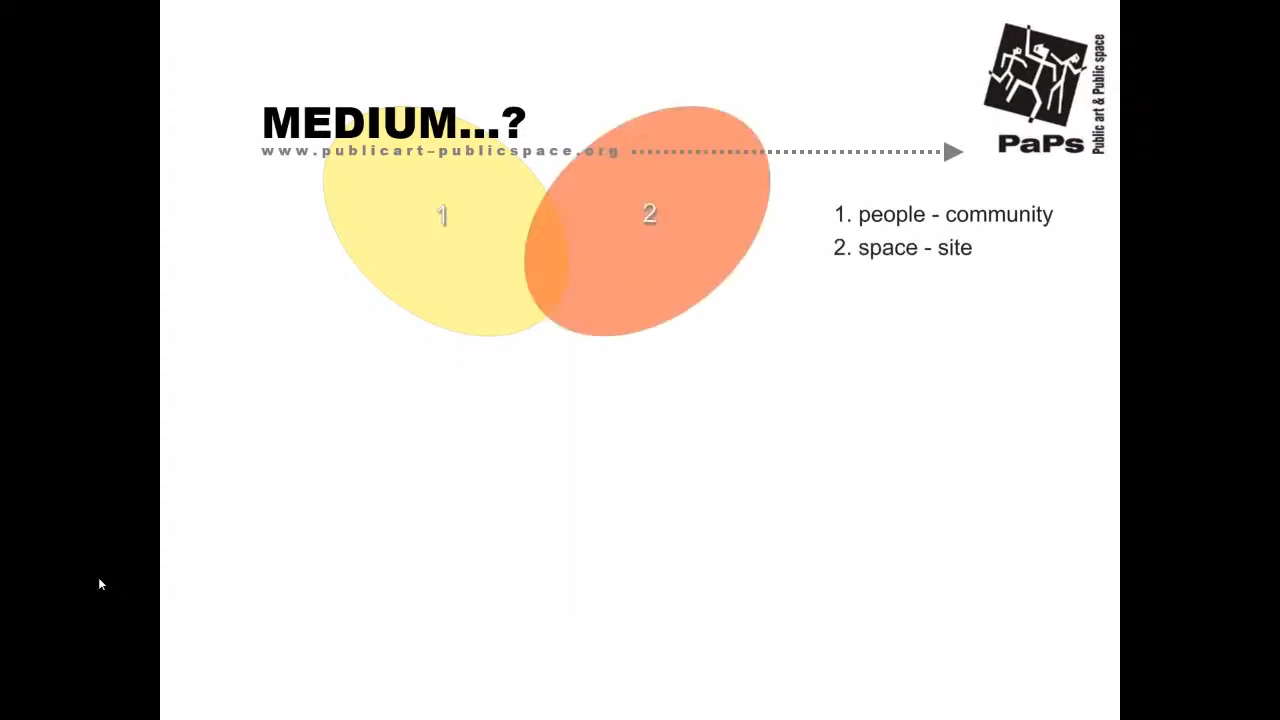 MEDIUM...?
www.publicart-publicspace.org
1
2
1. people - community
2. space - site
PaPs
Public art & Public space